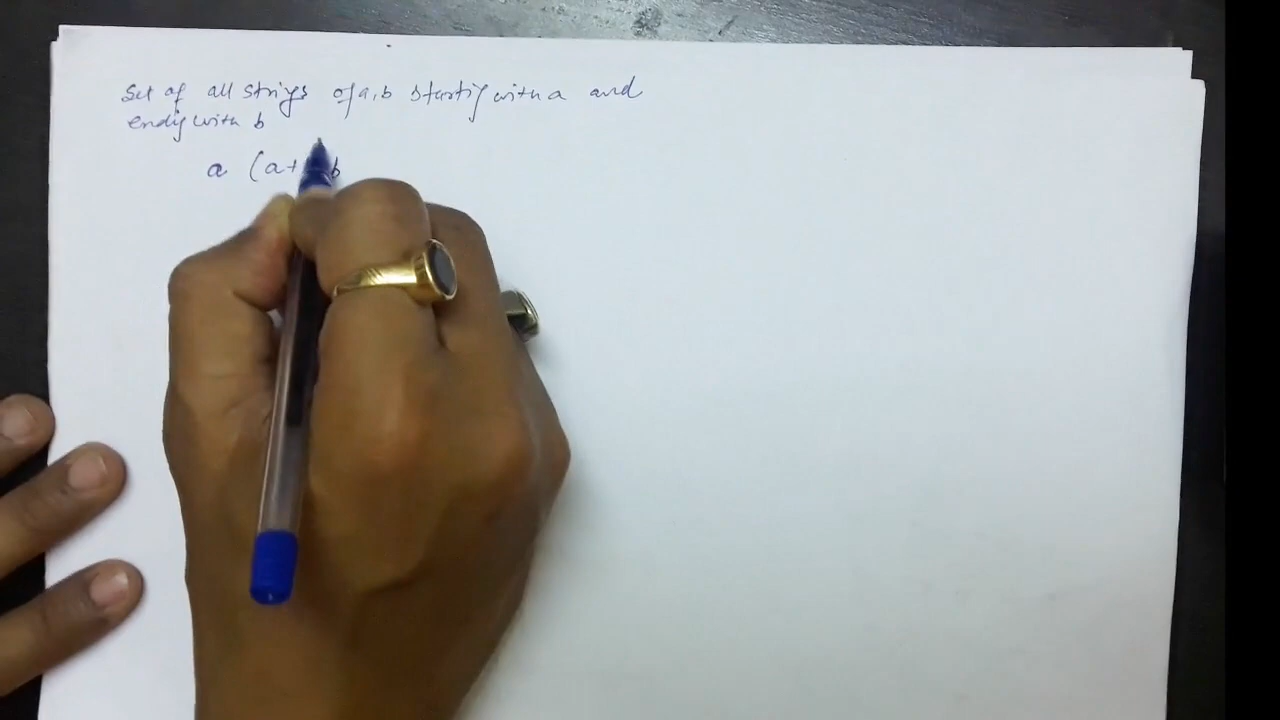 Set of all strings of a,b starting with a and
ending with b
a (a+ b